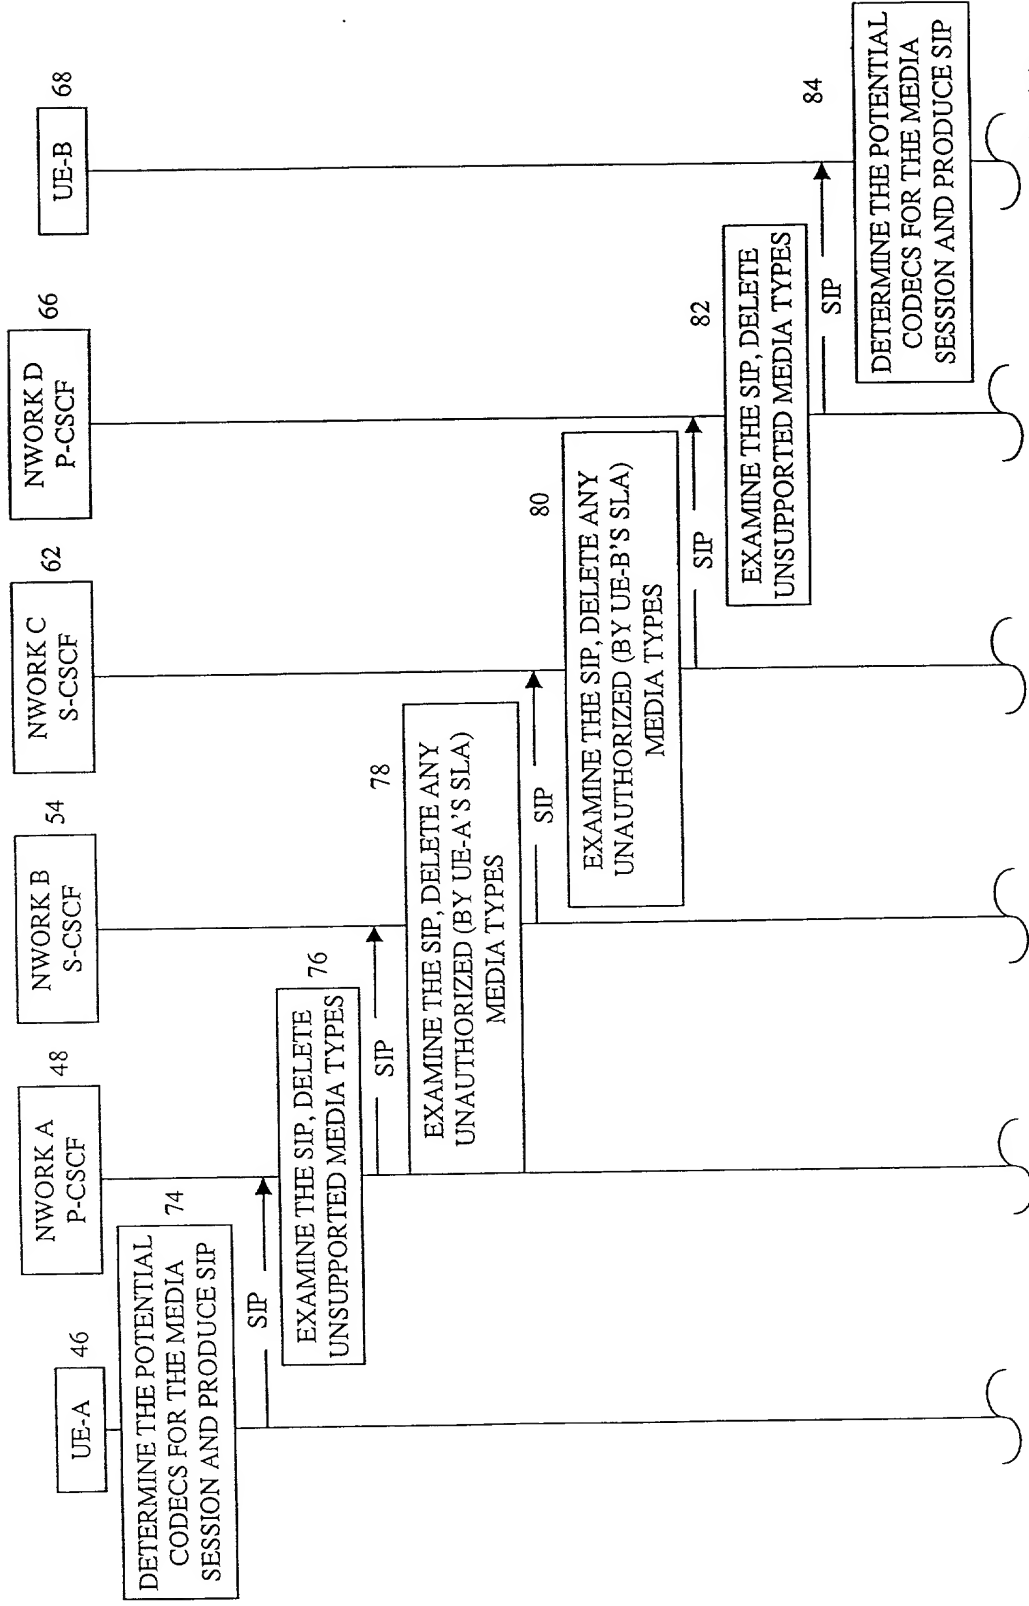 UE-A
46
NWORK A
P-CSCF
48
NWORK B
S-CSCF
54
NWORK C
S-CSCF
62
NWORK D
P-CSCF
66
UE-B
68
74
DETERMINE THE POTENTIAL
CODECS FOR THE MEDIA
SESSION AND PRODUCE SIP
SIP
76
EXAMINE THE SIP, DELETE
UNSUPPORTED MEDIA TYPES
SIP
78
EXAMINE THE SIP, DELETE ANY
UNAUTHORIZED (BY UE-A'S SLA)
MEDIA TYPES
SIP
80
EXAMINE THE SIP, DELETE ANY
UNAUTHORIZED (BY UE-B'S SLA)
MEDIA TYPES
SIP
82
EXAMINE THE SIP, DELETE
UNSUPPORTED MEDIA TYPES
SIP
84
DETERMINE THE POTENTIAL
CODECS FOR THE MEDIA
SESSION AND PRODUCE SIP